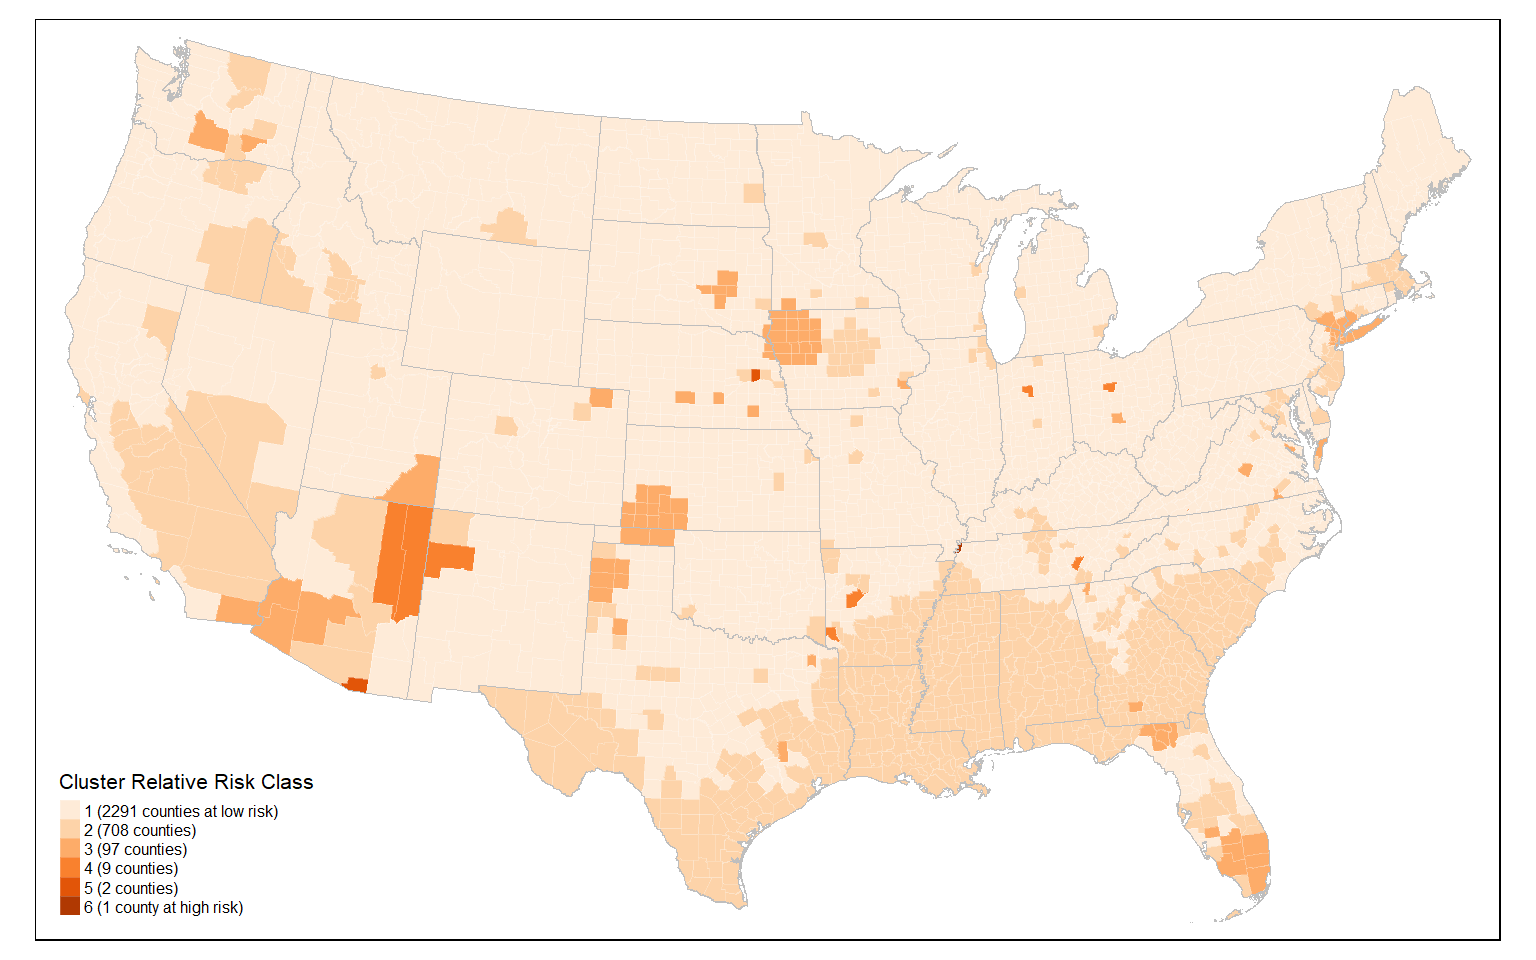 Cluster Relative Risk Class
1 (2291 counties at low risk)
2 (708 counties)
3 (97 counties)
4 (9 counties)
5 (2 counties)
6 (1 county at high risk)